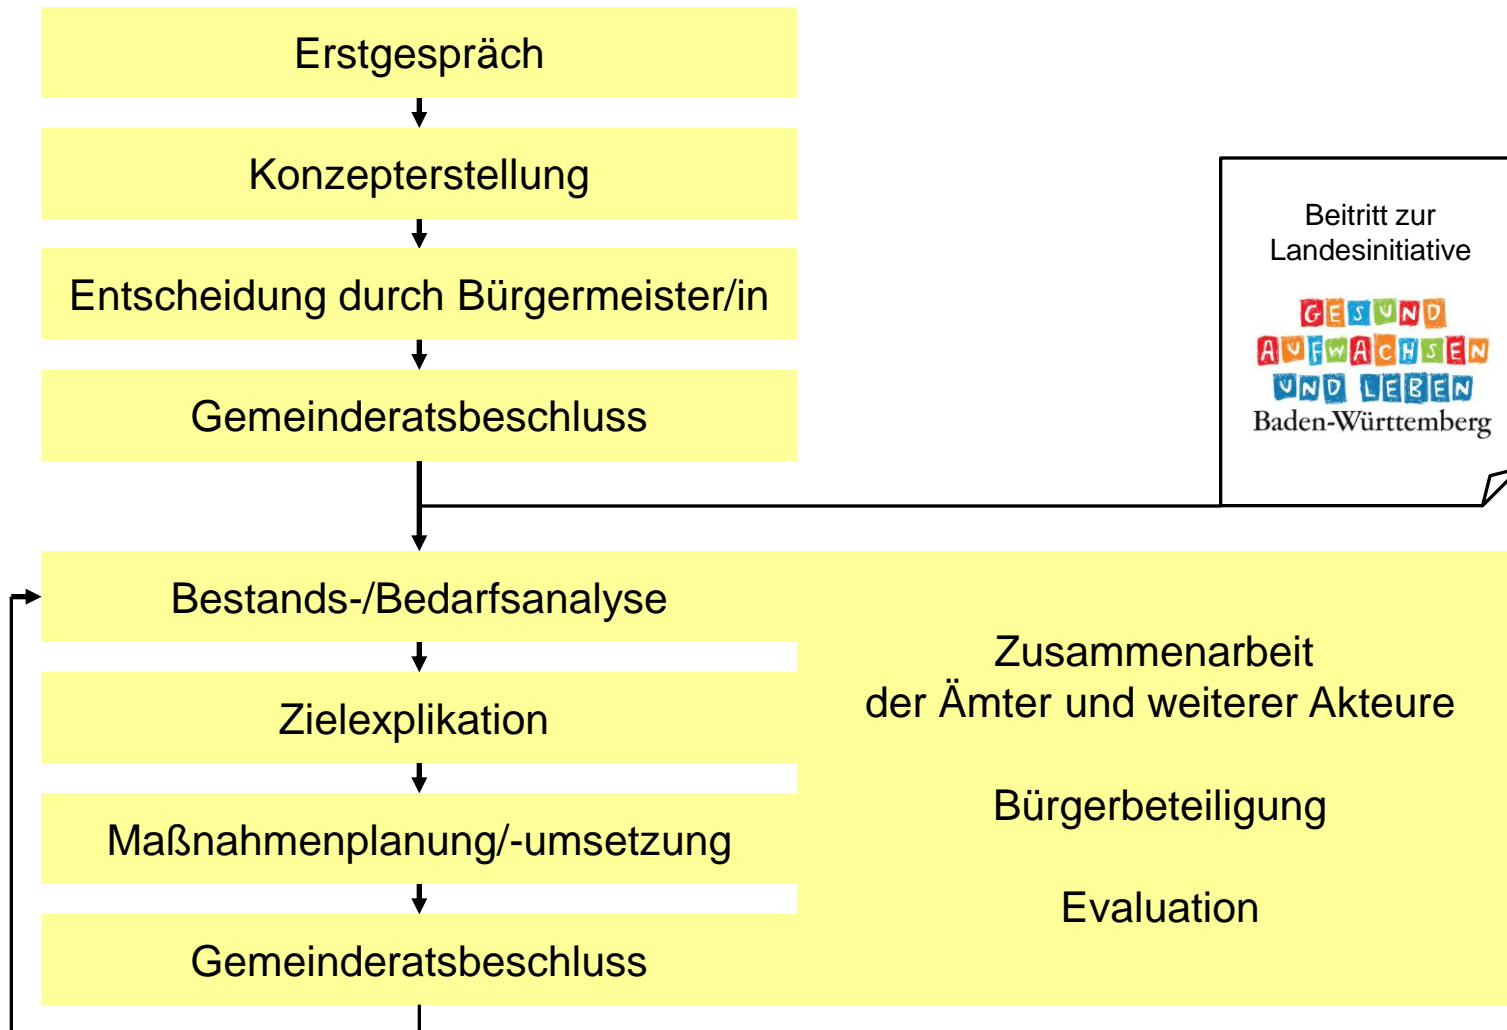 Erstgespräch
Konzepterstellung
Entscheidung durch Bürgermeister/in
Gemeinderatsbeschluss
Beitritt zur
Landesinitiative
GESUND
AUFWACHSEN
UND LEBEN
Baden-Württemberg
Bestands-/Bedarfsanalyse
Zielexplikation
Maßnahmenplanung/-umsetzung
Gemeinderatsbeschluss
Zusammenarbeit
der Ämter und weiterer Akteure
Bürgerbeteiligung
Evaluation